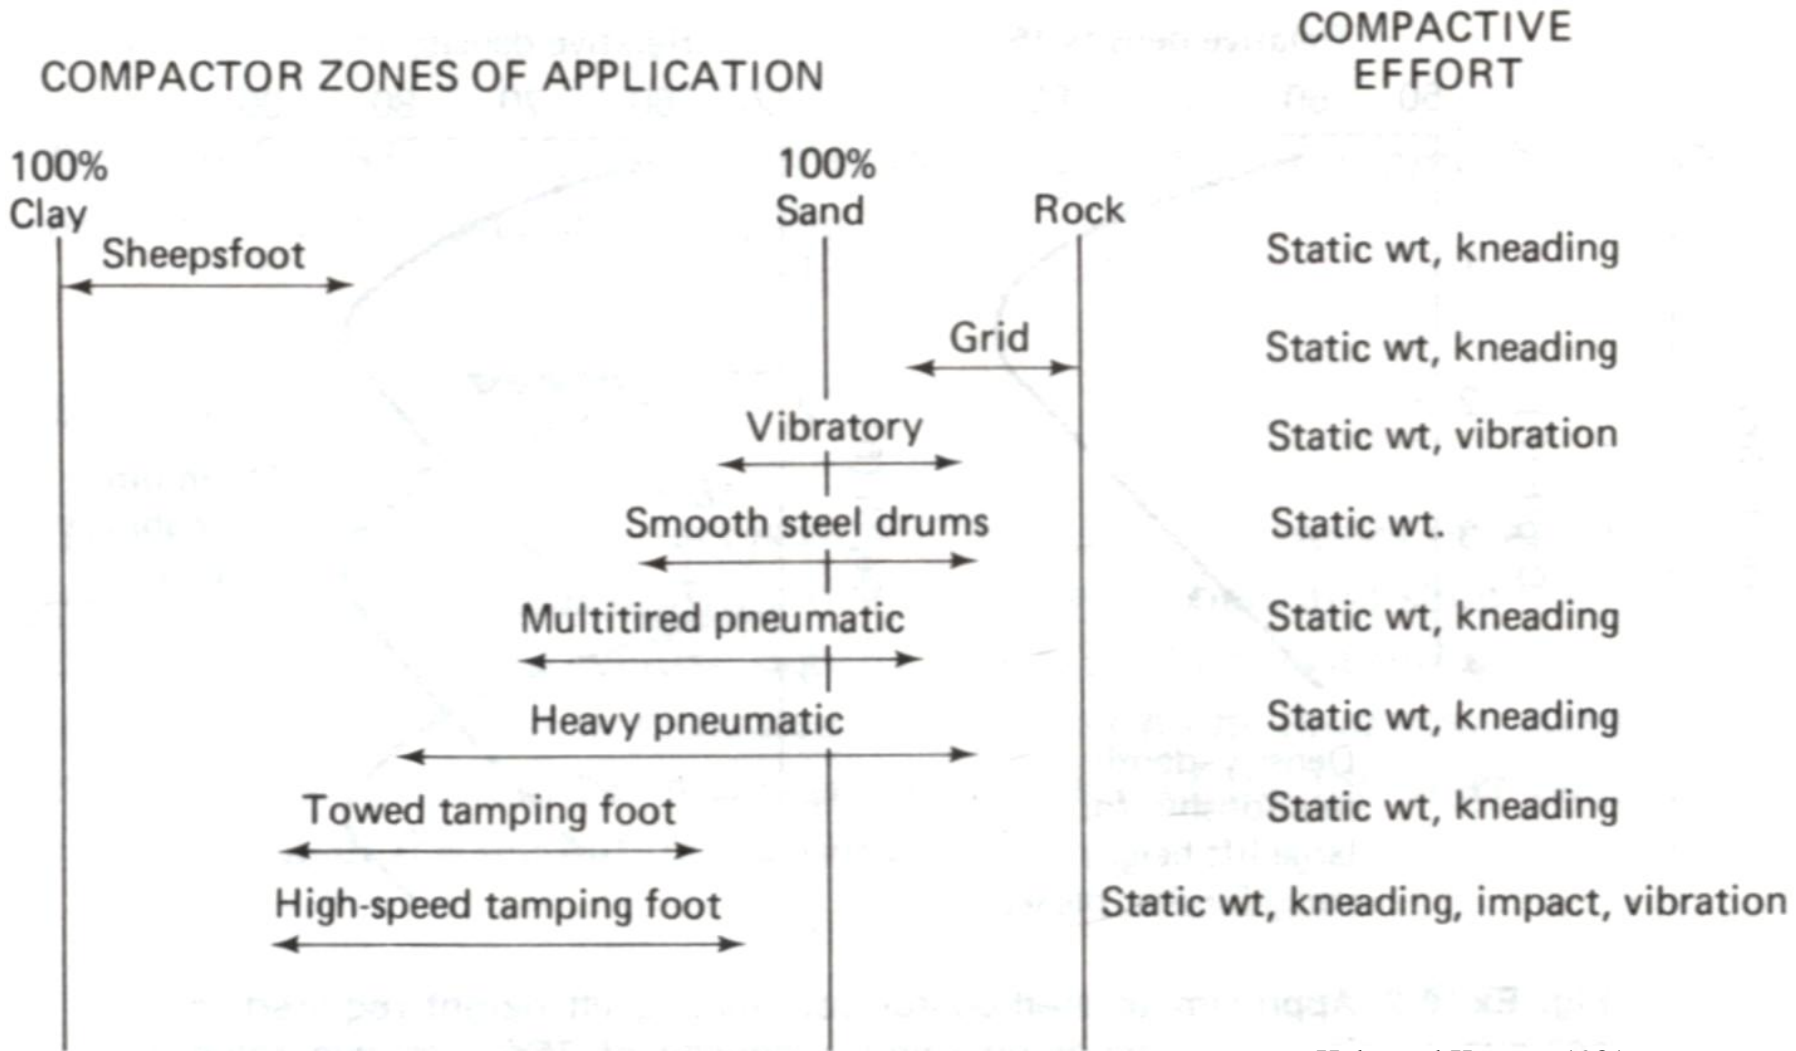 COMPACTIVE
EFFORT
COMPACTOR ZONES OF APPLICATION
100%
Clay
100%
Sand
Rock
Sheepsfoot
Static wt, kneading
Grid
Static wt, kneading
Vibratory
Static wt, vibration
Smooth steel drums
Static wt.
Multitired pneumatic
Static wt, kneading
Heavy pneumatic
Static wt, kneading
Towed tamping foot
Static wt, kneading
High-speed tamping foot
Static wt, kneading, impact, vibration